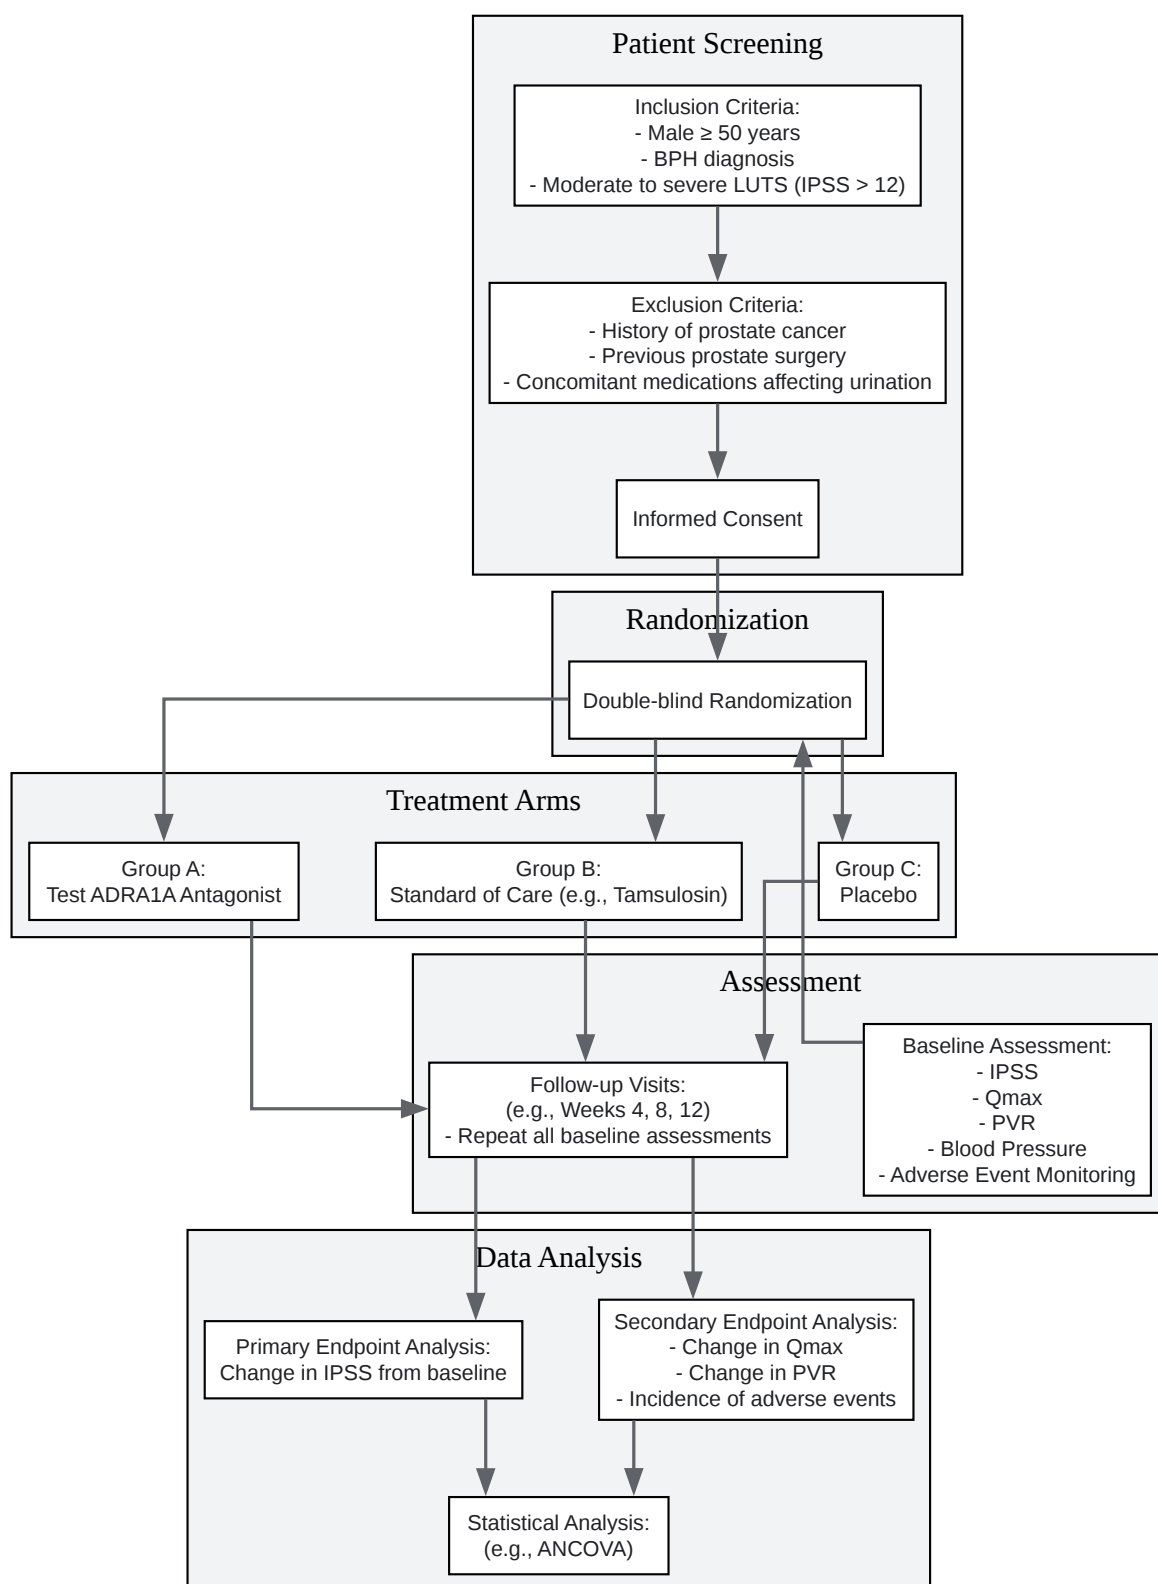 Patient Screening
Inclusion Criteria:
- Male ≥ 50 years
- BPH diagnosis
- Moderate to severe LUTS (IPSS > 12)
Exclusion Criteria:
- History of prostate cancer
- Previous prostate surgery
- Concomitant medications affecting urination
Informed Consent
Randomization
Double-blind Randomization
Treatment Arms
Group A:
Test ADRA1A Antagonist
Group B:
Standard of Care (e.g., Tamsulosin)
Group C:
Placebo
Assessment
Baseline Assessment:
- IPSS
- Qmax
- PVR
- Blood Pressure
- Adverse Event Monitoring
Follow-up Visits:
(e.g., Weeks 4, 8, 12)
- Repeat all baseline assessments
Data Analysis
Primary Endpoint Analysis:
Change in IPSS from baseline
Secondary Endpoint Analysis:
- Change in Qmax
- Change in PVR
- Incidence of adverse events
Statistical Analysis:
(e.g., ANCOVA)